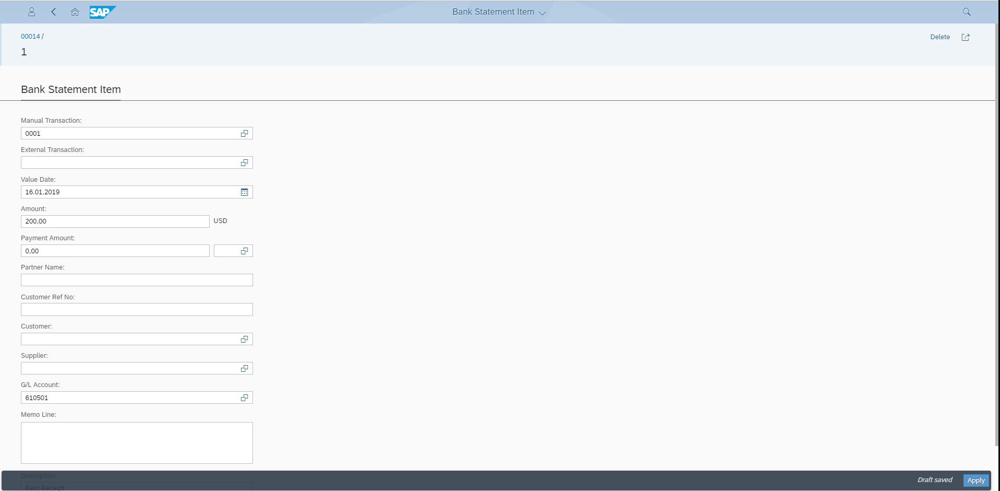 SAP
Bank Statement Item
00014 /
Delete
1
Bank Statement Item
Manual Transaction:
0001
External Transaction:
Value Date:
16.01.2019
Amount:
200,00 USD
Payment Amount:
0,00
Partner Name:
Customer Ref No:
Customer:
Supplier:
G/L Account:
610501
Memo Line:
Description:
Rent Receipt
Draft saved Apply